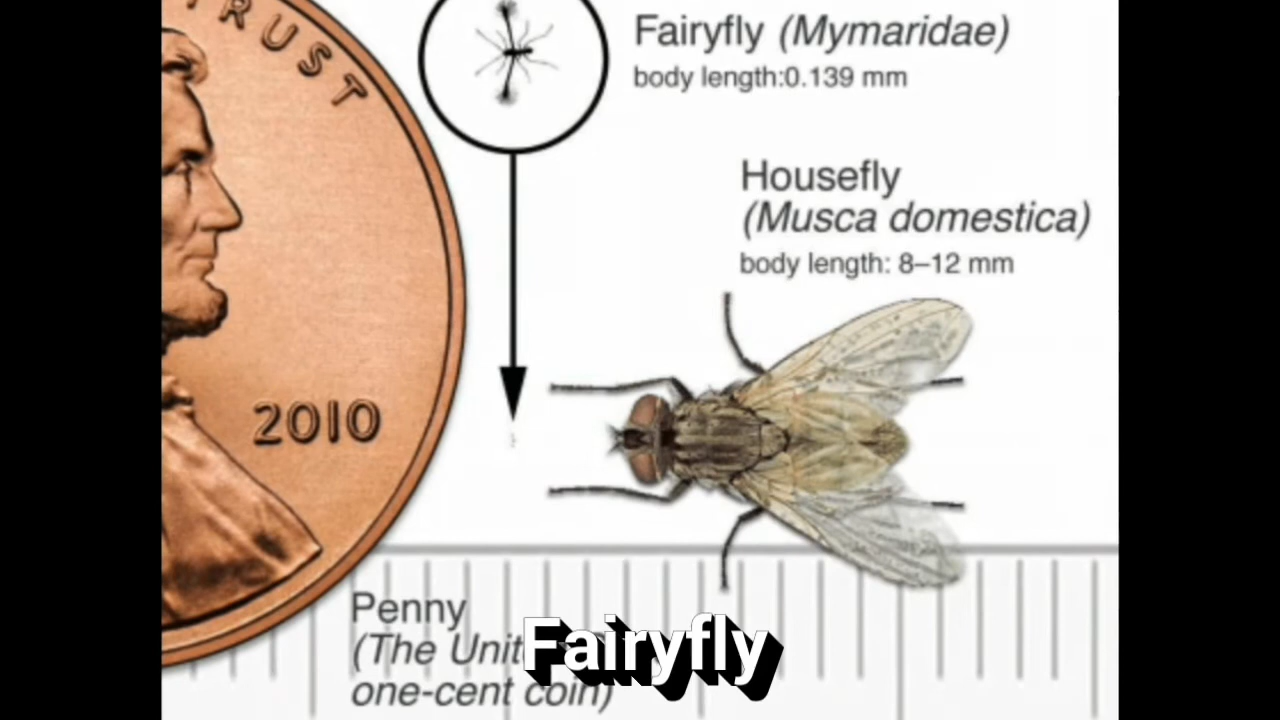 TRUST
Fairyfly (Mymaridae)
body length:0.139 mm
Housefly
(Musca domestica)
body length: 8–12 mm
2010
Penny
(The Unit
one-cent coin)
Fairyfly